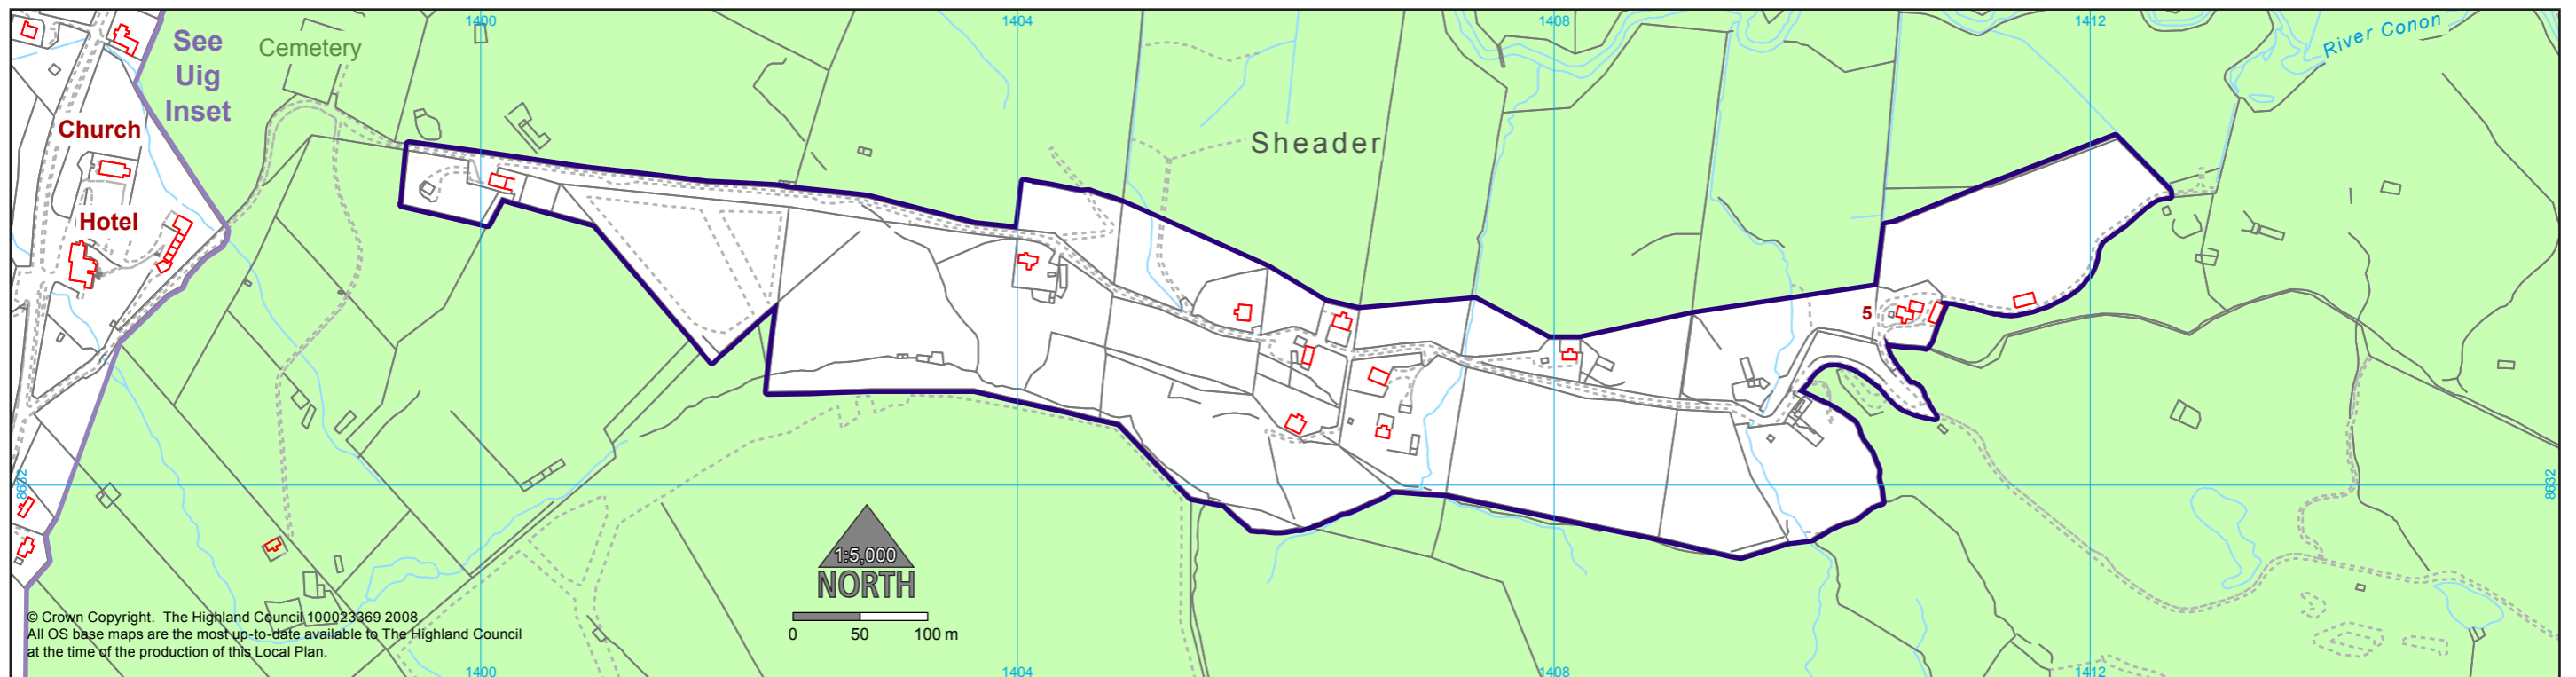 1400
1404
1408
1412
River Conon
See
Uig
Inset
Cemetery
Church
Sheader
Hotel
5
8632
8632
1:5,000
NORTH
0 50 100 m
© Crown Copyright. The Highland Council 100023369 2008.
All OS base maps are the most up-to-date available to The Highland Council
at the time of the production of this Local Plan.
1400
1404
1408
1412